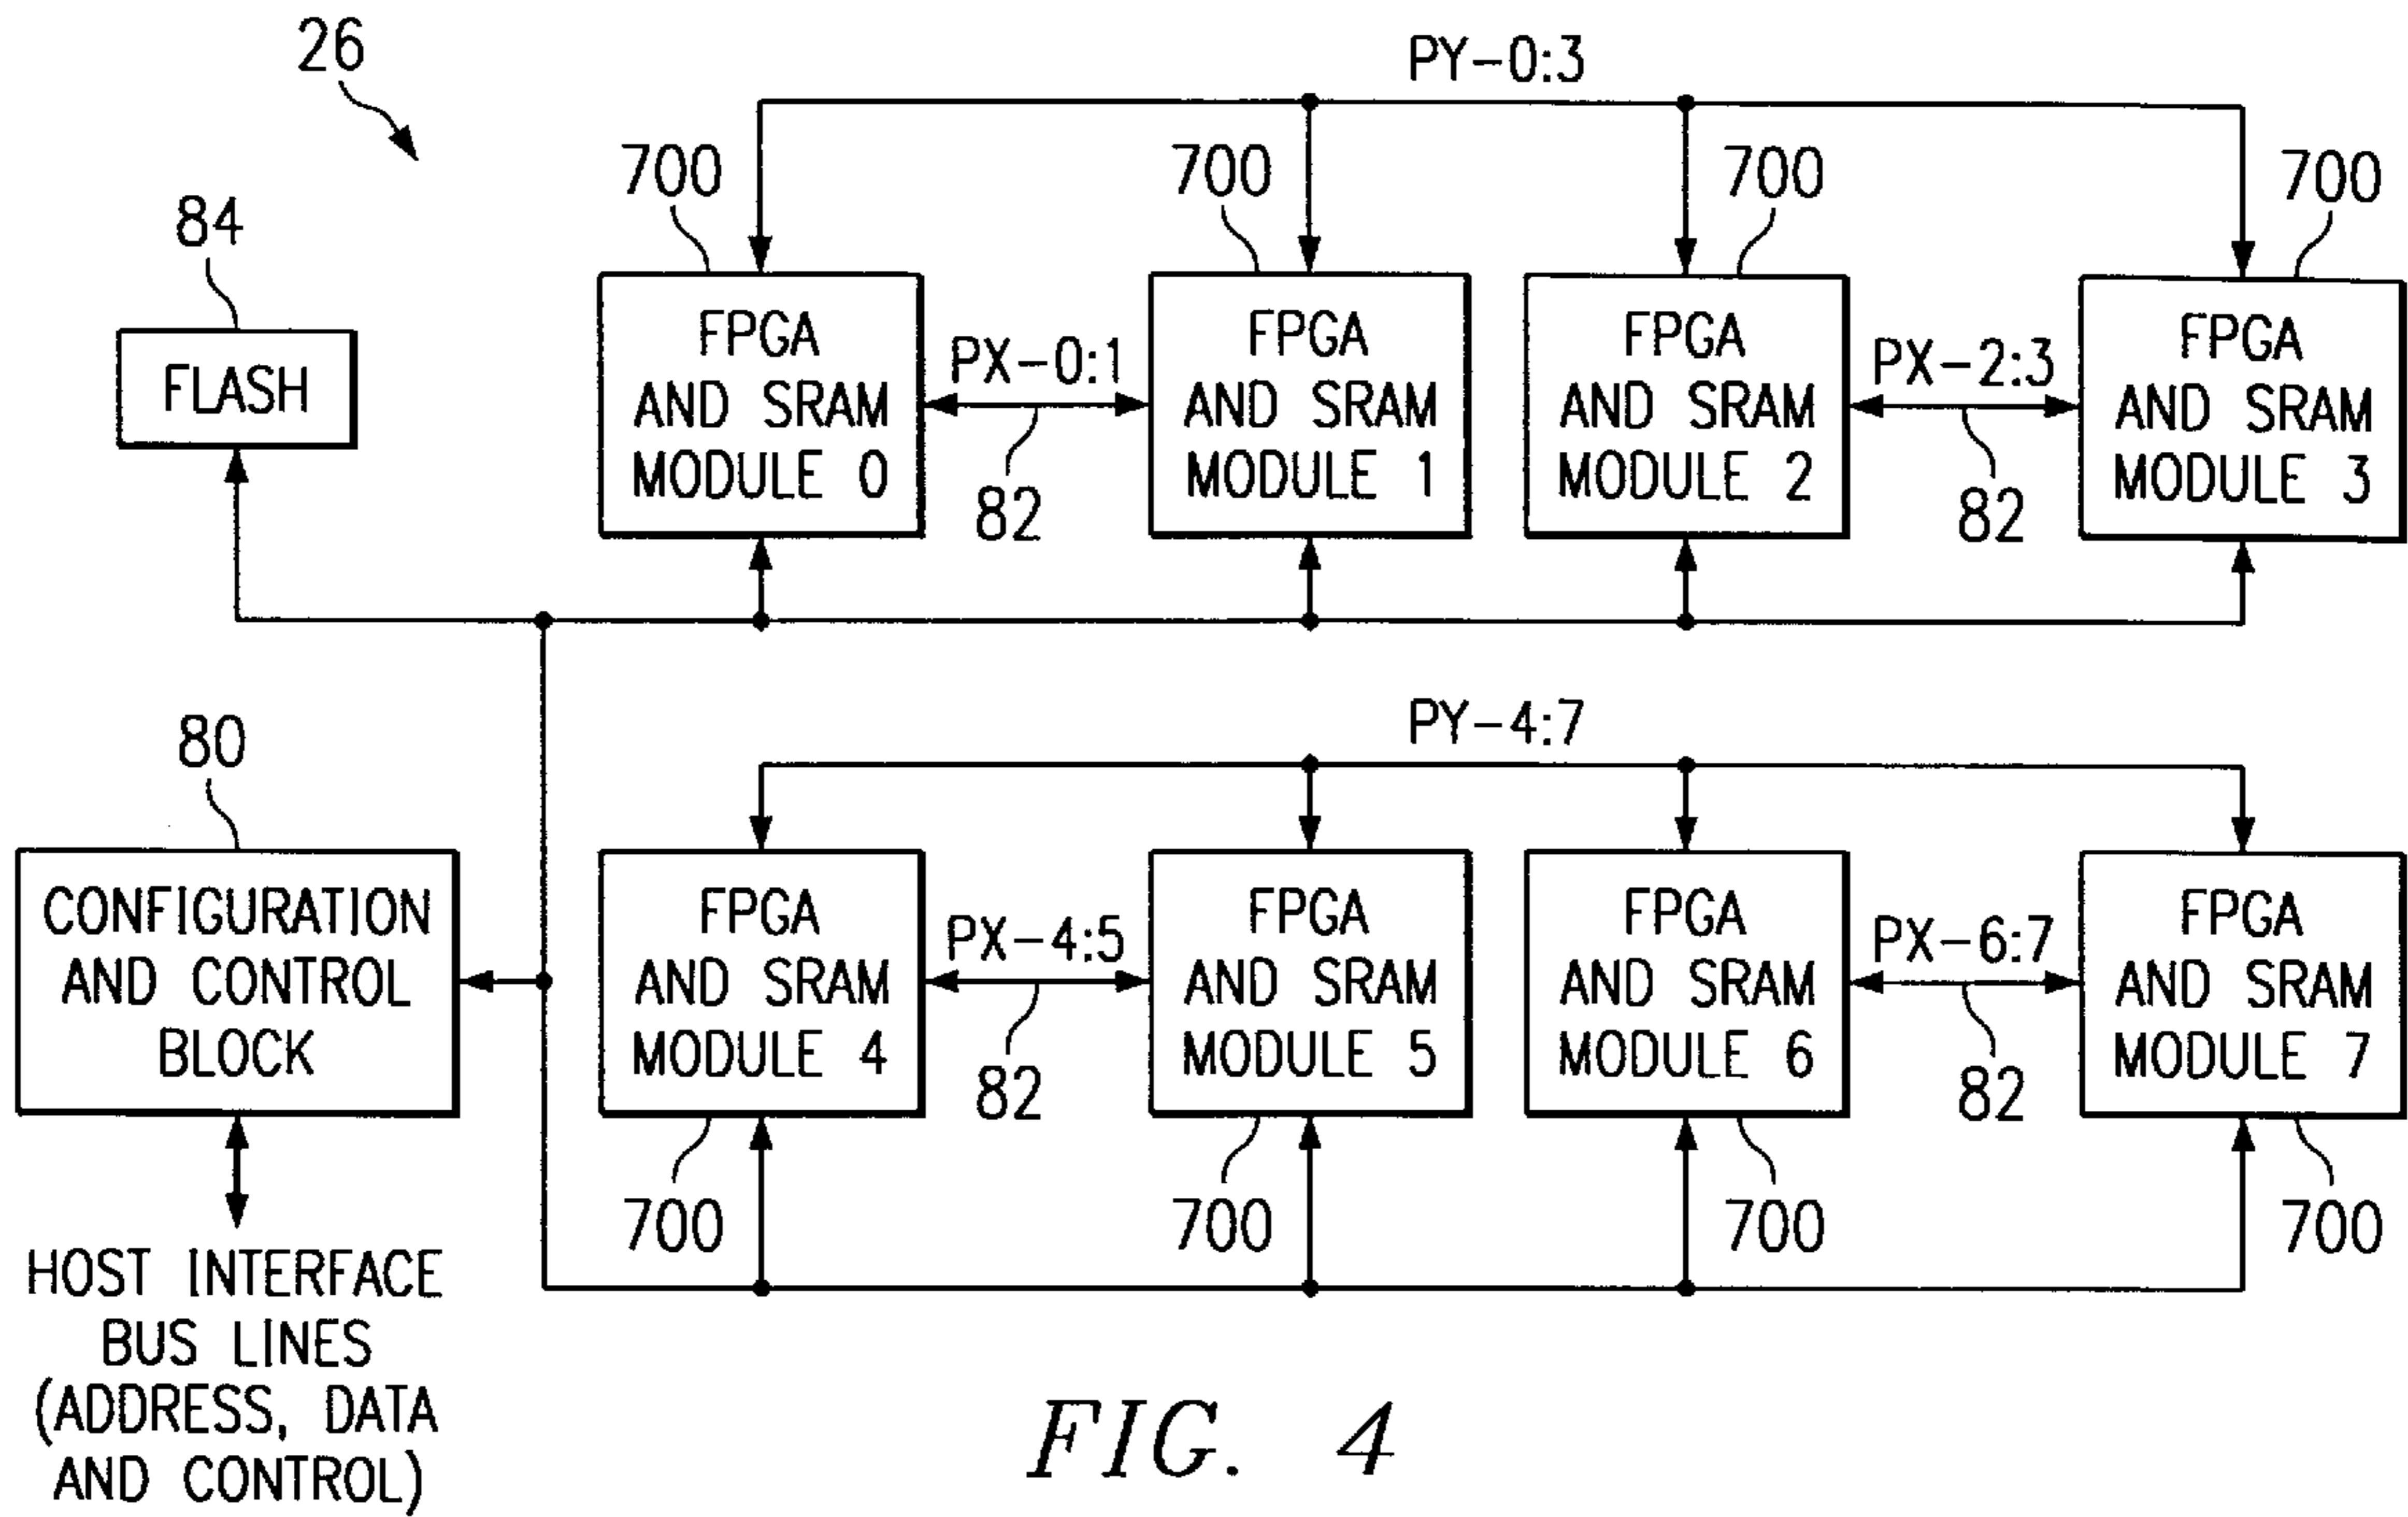 26
PY-0:3
700
700
700
700
84
FLASH
FPGA
AND SRAM
MODULE 0
PX-0:1
82
FPGA
AND SRAM
MODULE 1
FPGA
AND SRAM
MODULE 2
PX-2:3
82
FPGA
AND SRAM
MODULE 3
PY-4:7
80
CONFIGURATION
AND CONTROL
BLOCK
FPGA
AND SRAM
MODULE 4
PX-4:5
82
FPGA
AND SRAM
MODULE 5
FPGA
AND SRAM
MODULE 6
PX-6:7
82
FPGA
AND SRAM
MODULE 7
700
700
700
700
HOST INTERFACE
BUS LINES
(ADDRESS, DATA
AND CONTROL)
FIG. 4